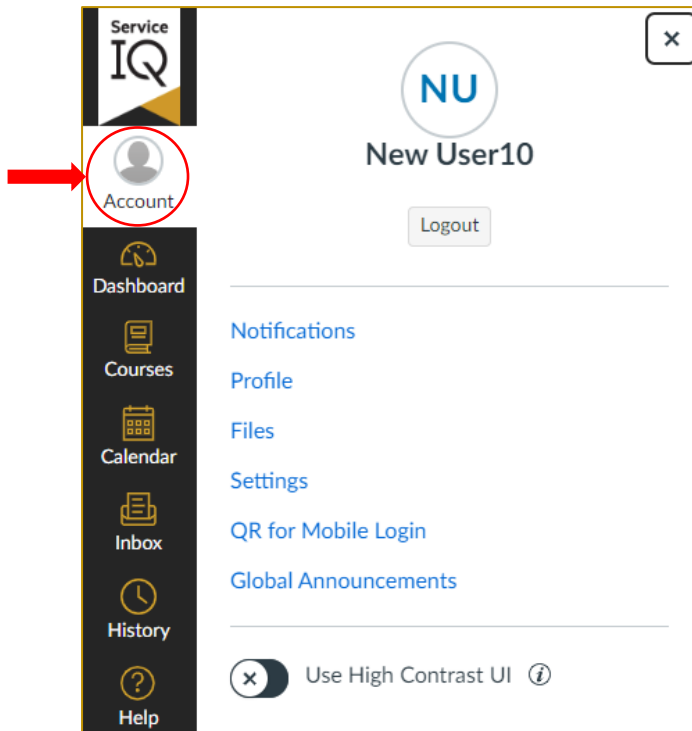 Service
IQ
Account
Dashboard
Courses
Calendar
Inbox
History
Help
NU
New User10
Logout
Notifications
Profile
Files
Settings
QR for Mobile Login
Global Announcements
Use High Contrast UI